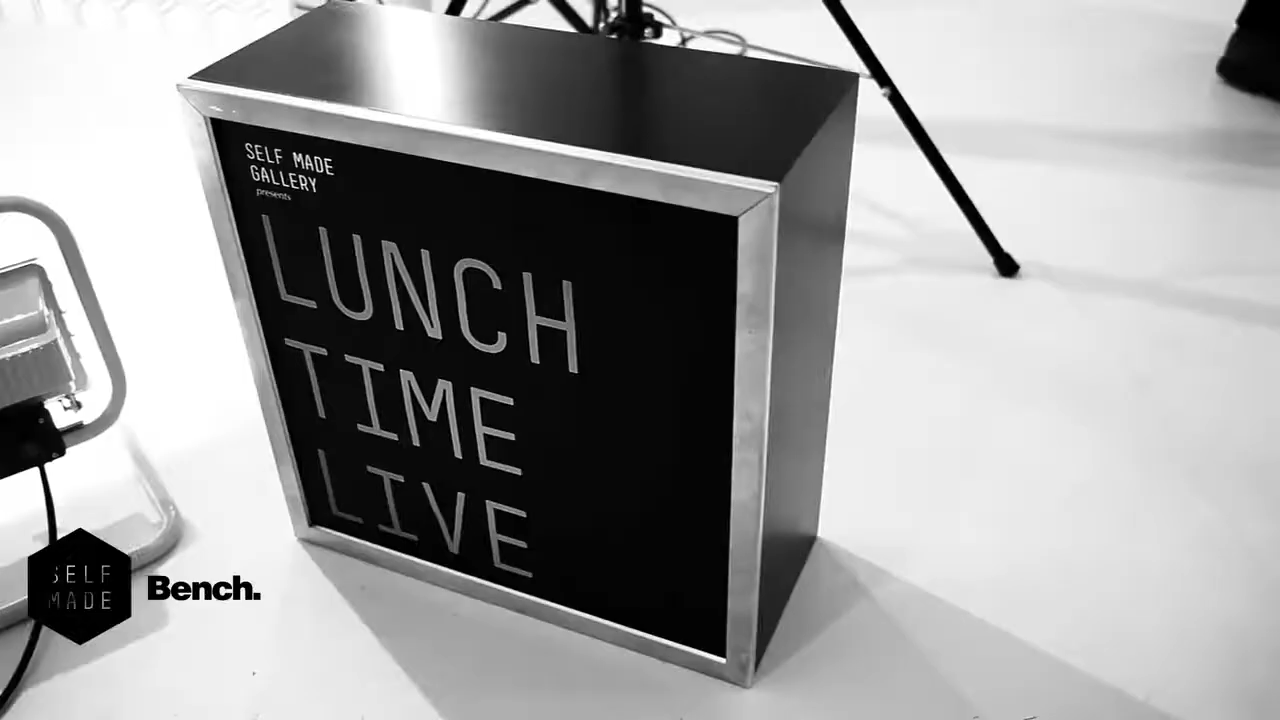 SELF MADE
GALLERY
presents
LUNCH
TIME
LIVE
SELF
MADE
Bench.